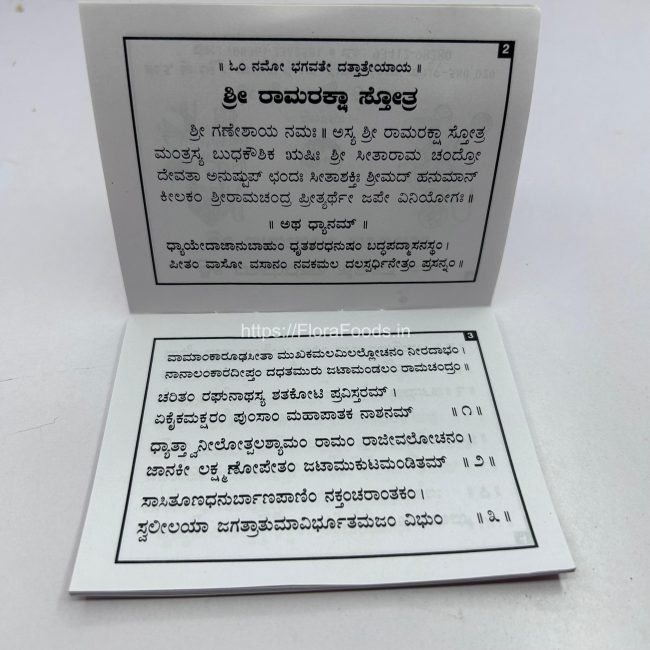 2
॥ ಓಂ ನಮೋ ಭಗವತೇ ದತ್ತಾತ್ರೇಯಾಯ ॥
ಶ್ರೀ ರಾಮರಕ್ಷಾ ಸ್ತೋತ್ರ
ಶ್ರೀ ಗಣೇಶಾಯ ನಮಃ ॥ ಅಸ್ಯ ಶ್ರೀ ರಾಮರಕ್ಷಾ ಸ್ತೋತ್ರ
ಮಂತ್ರಸ್ಯ ಬುಧಕೌಶಿಕ ಋಷಿಃ ಶ್ರೀ ಸೀತಾರಾಮ ಚಂದ್ರೋ
ದೇವತಾ ಅನುಷ್ಟುಪ್ ಛಂದಃ ಸೀತಾಶಕ್ತಿಃ ಶ್ರೀಮದ್ ಹನುಮಾನ್
ಕೀಲಕಂ ಶ್ರೀರಾಮಚಂದ್ರ ಪ್ರೀತ್ಯರ್ಥೇ ಜಪೇ ವಿನಿಯೋಗಃ ॥
॥ ಅಥ ಧ್ಯಾನಮ್ ॥
ಧ್ಯಾಯೇದಾಜಾನುಬಾಹುಂ ಧೃತಶರಧನುಷಂ ಬದ್ಧಪದ್ಮಾಸನಸ್ಥಂ।
ಪೀತಂ ವಾಸೋ ವಸಾನಂ ನವಕಮಲ ದಲಸ್ಪರ್ಧಿನೇತ್ರಂ ಪ್ರಸನ್ನಂ ॥
https://FloraFoods.in
3
ವಾಮಾಂಕಾರೂಢಸೀತಾ ಮುಖಕಮಲಮಿಲಲ್ಲೋಚನಂ ನೀರದಾಭಂ।
ನಾನಾಲಂಕಾರದೀಪ್ತಂ ದಧತಮುರು ಜಟಾಮಂಡಲಂ ರಾಮಚಂದ್ರಂ।
ಚರಿತಂ ರಘುನಾಥಸ್ಯ ಶತಕೋಟಿ ಪ್ರವಿಸ್ತರಮ್ ।
ಏಕೈಕಮಕ್ಷರಂ ಪುಂಸಾಂ ಮಹಾಪಾತಕ ನಾಶನಮ್ ॥ ೧ ॥
ಧ್ಯಾತ್ತ್ವಾನೀಲೋತ್ಪಲಶ್ಯಾಮಂ ರಾಮಂ ರಾಜೀವಲೋಚನಂ।
ಜಾನಕೀ ಲಕ್ಷ್ಮಣೋಪೇತಂ ಜಟಾಮುಕುಟಮಂಡಿತಮ್ ॥ ೨ ॥
ಸಾಸಿತೂಣಧನುರ್ಬಾಣಪಾಣಿಂ ನಕ್ತಂಚರಾಂತಕಂ।
ಸ್ವಲೀಲಯಾ ಜಗತ್ರಾತುಮಾವಿರ್ಭೂತಮಜಂ ವಿಭುಂ ॥ ೩ ॥